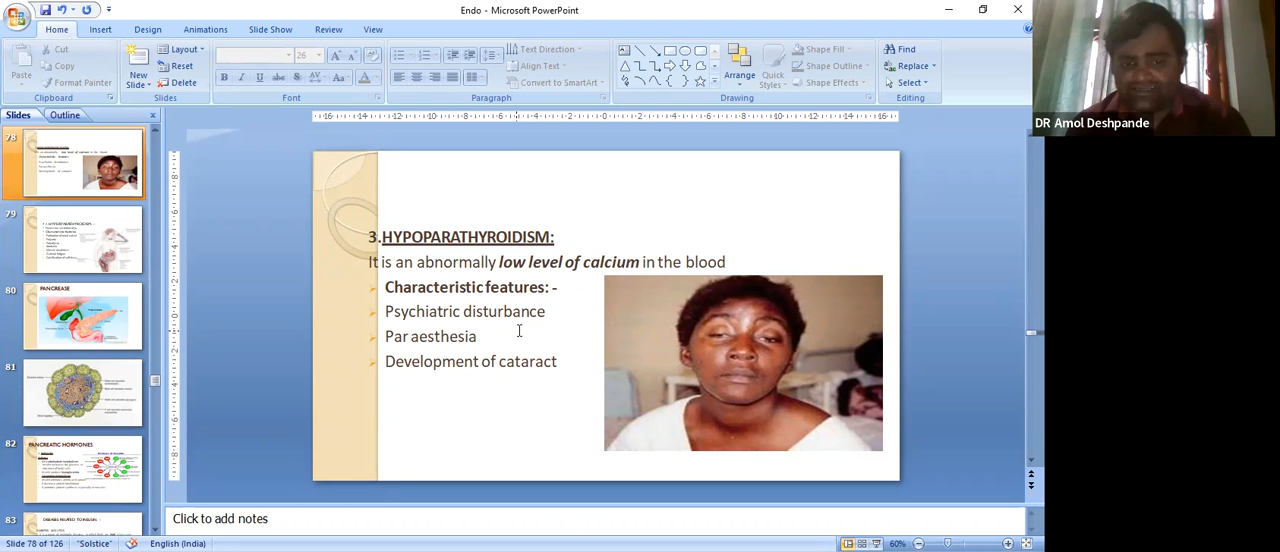 Endo - Microsoft PowerPoint
Home Insert Design Animations Slide Show Review View
Paste
Cut
Copy
Format Painter
Clipboard
New Slide
Layout
Reset
Delete
Slides
26
Font
Paragraph
Text Direction
Align Text
Convert to SmartArt
Arrange
Quick Styles
Shape Fill
Shape Outline
Shape Effects
Drawing
Find
Replace
Select
Editing
DR Amol Deshpande
Slides Outline
78
79
80
PANCREASE
81
82
PANCREATIC HORMONES
83
3.HYPOPARATHYROIDISM:
It is an abnormally low level of calcium in the blood
Characteristic features: -
Psychiatric disturbance
Par aesthesia
Development of cataract
Click to add notes
Slide 78 of 126 "Solstice" English (India) 60%